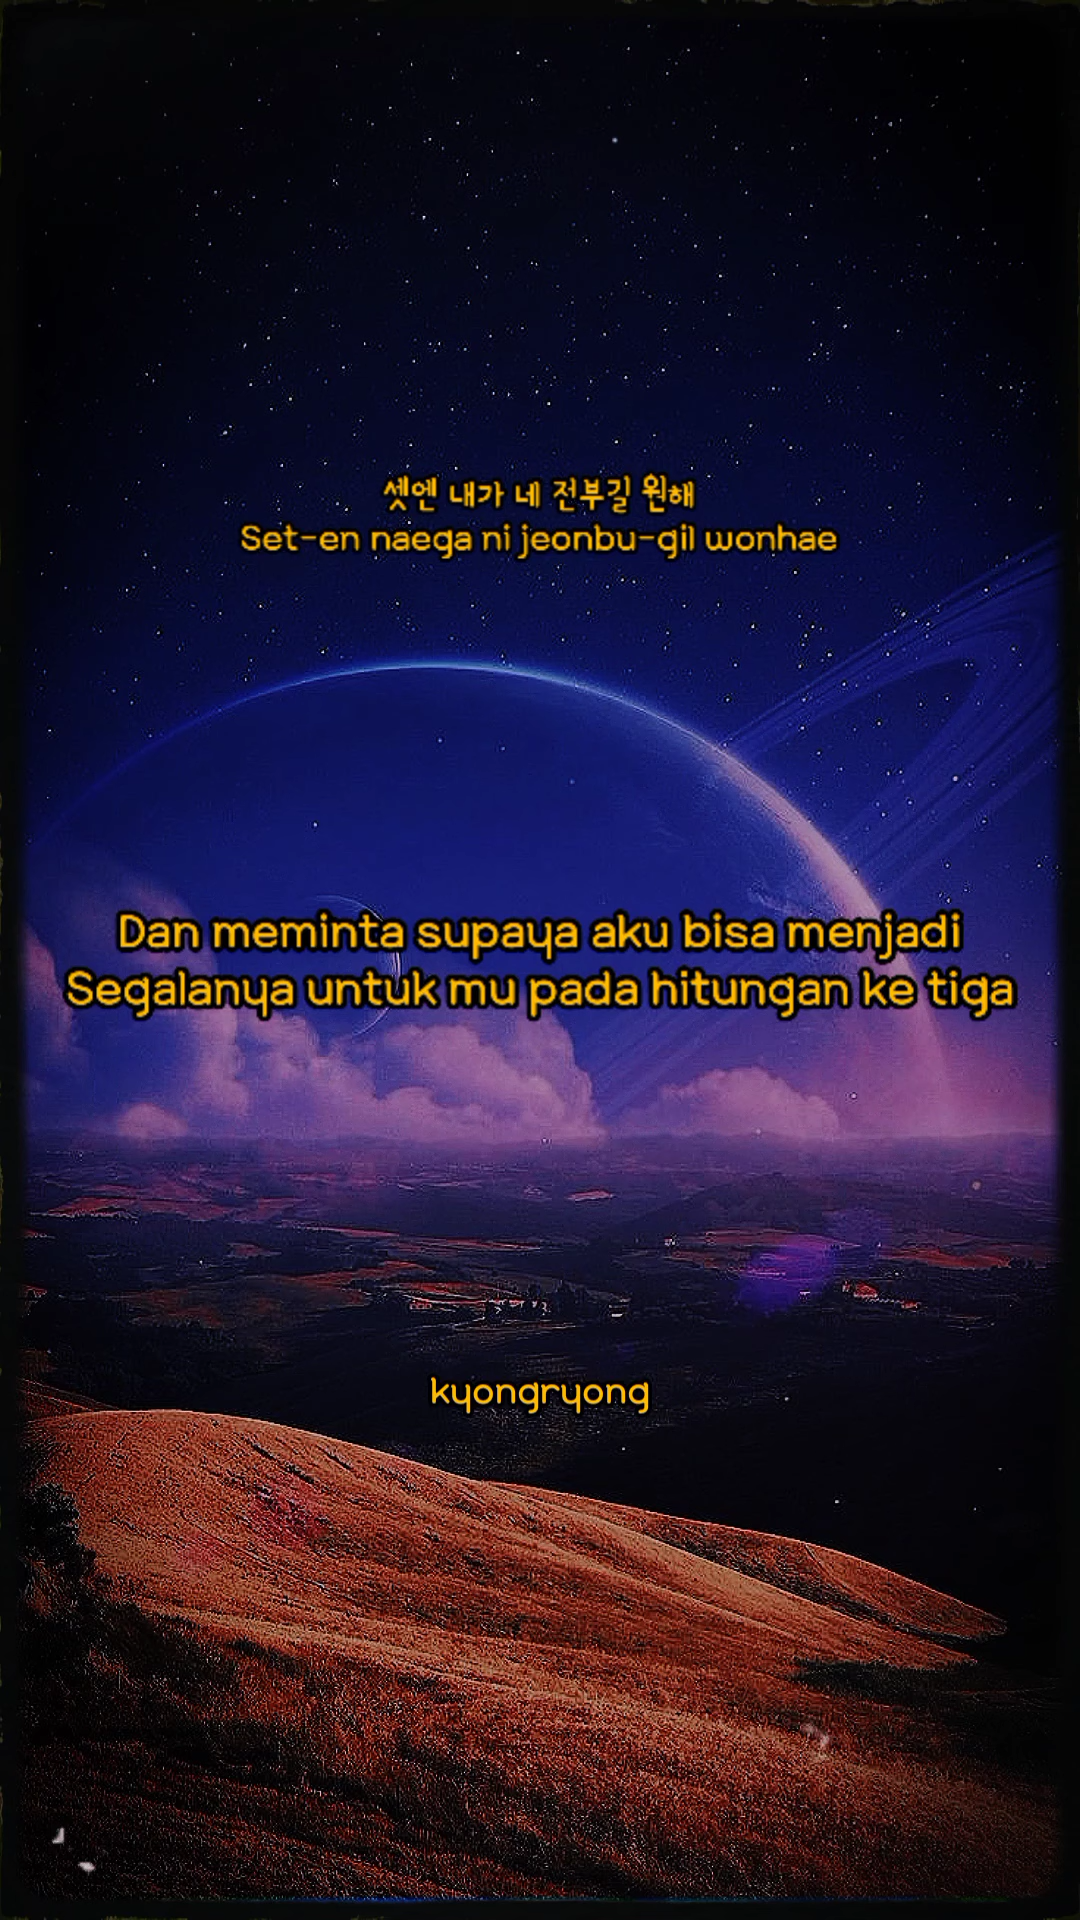 셋엔 내가 네 전부길 원해
Set-en naega ni jeonbu-gil wonhae
Dan meminta supaya aku bisa menjadi
Segalanya untuk mu pada hitungan ke tiga
kyongryong